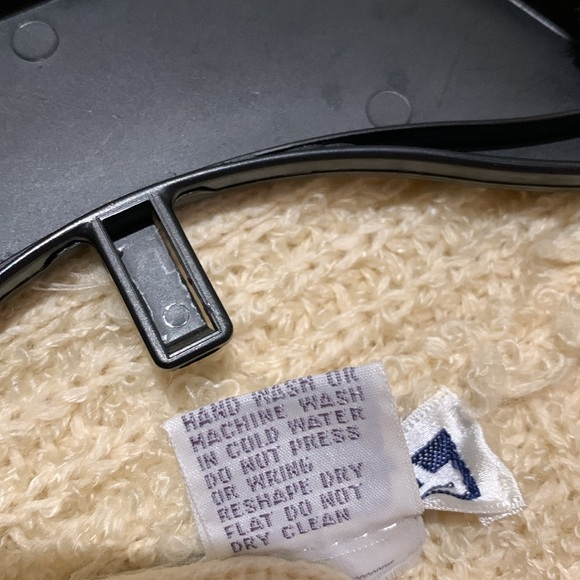 HAND WASH OR
MACHINE WASH
IN COLD WATER
DO NOT PRESS
OR WRING
RESHAPE DRY
FLAT DO NOT
DRY CLEAN
L